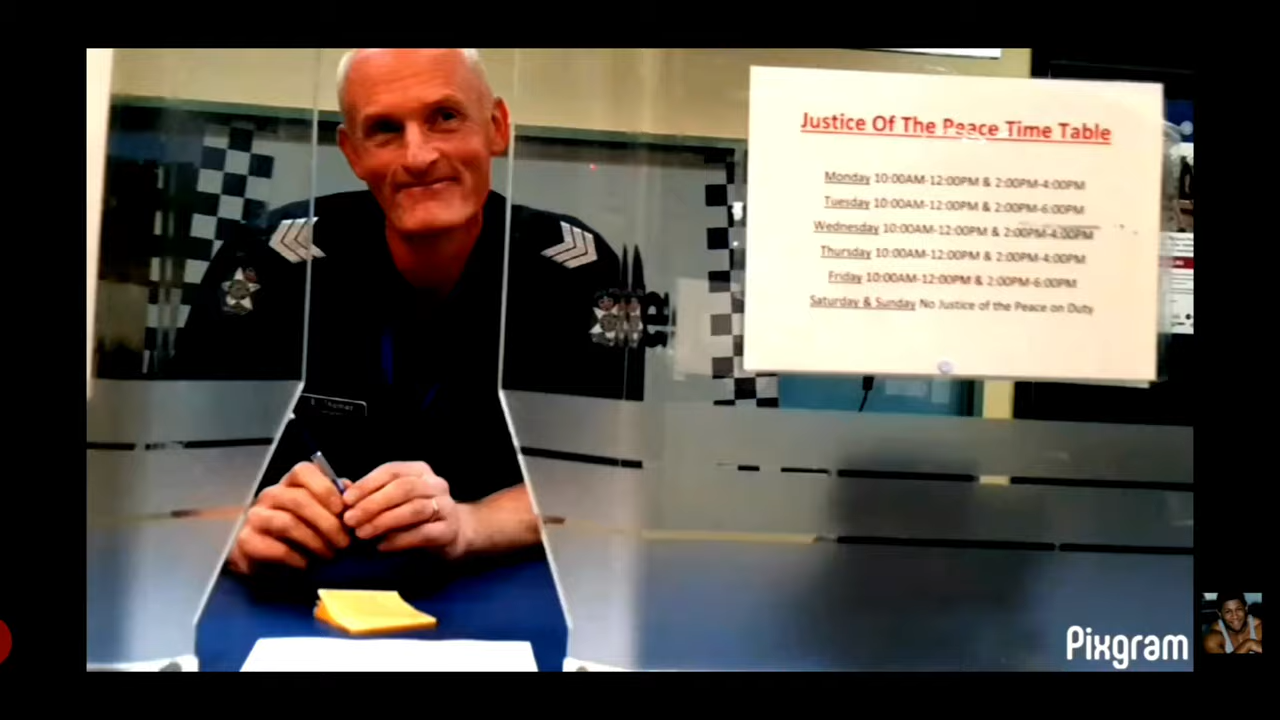 Justice Of The Peace Time Table
Monday 10:00AM-12:00PM & 2:00PM-4:00PM
Tuesday 10:00AM-12:00PM & 2:00PM-6:00PM
Wednesday 10:00AM-12:00PM & 2:00PM-4:00PM
Thursday 10:00AM-12:00PM & 2:00PM-4:00PM
Friday 10:00AM-12:00PM & 2:00PM-6:00PM
Saturday & Sunday No Justice of the Peace on Duty
Pixgram